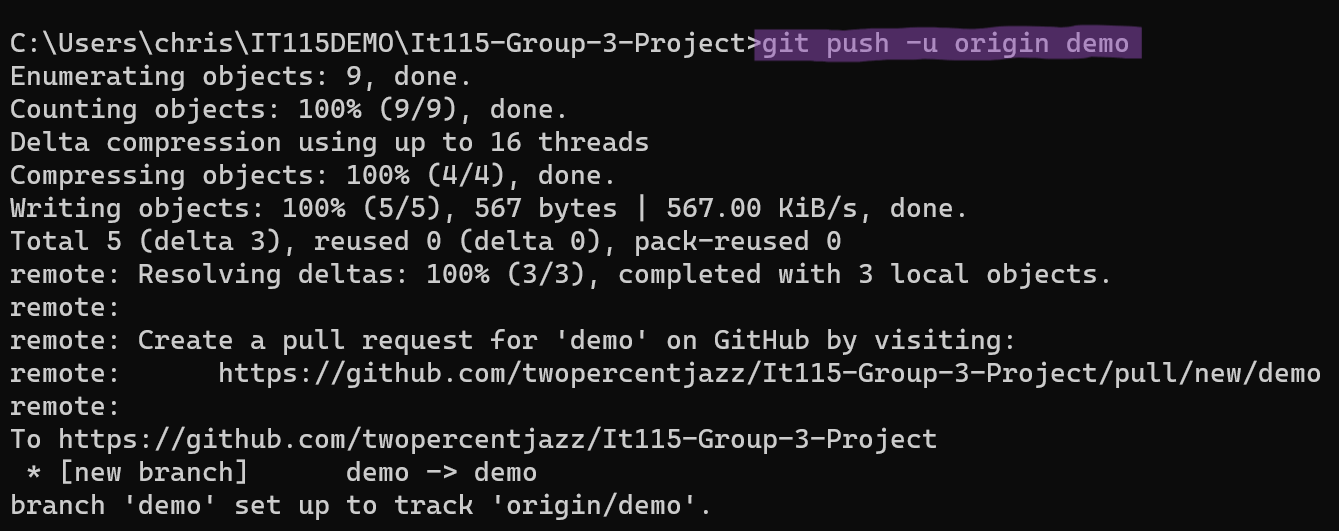 C:\Users\chris\IT115DEMO\It115-Group-3-Project>git push -u origin demo
Enumerating objects: 9, done.
Counting objects: 100% (9/9), done.
Delta compression using up to 16 threads
Compressing objects: 100% (4/4), done.
Writing objects: 100% (5/5), 567 bytes | 567.00 KiB/s, done.
Total 5 (delta 3), reused 0 (delta 0), pack-reused 0
remote: Resolving deltas: 100% (3/3), completed with 3 local objects.
remote:
remote: Create a pull request for 'demo' on GitHub by visiting:
remote:      https://github.com/twopercentjazz/It115-Group-3-Project/pull/new/demo
remote:
To https://github.com/twopercentjazz/It115-Group-3-Project
 * [new branch]      demo -> demo
branch 'demo' set up to track 'origin/demo'.